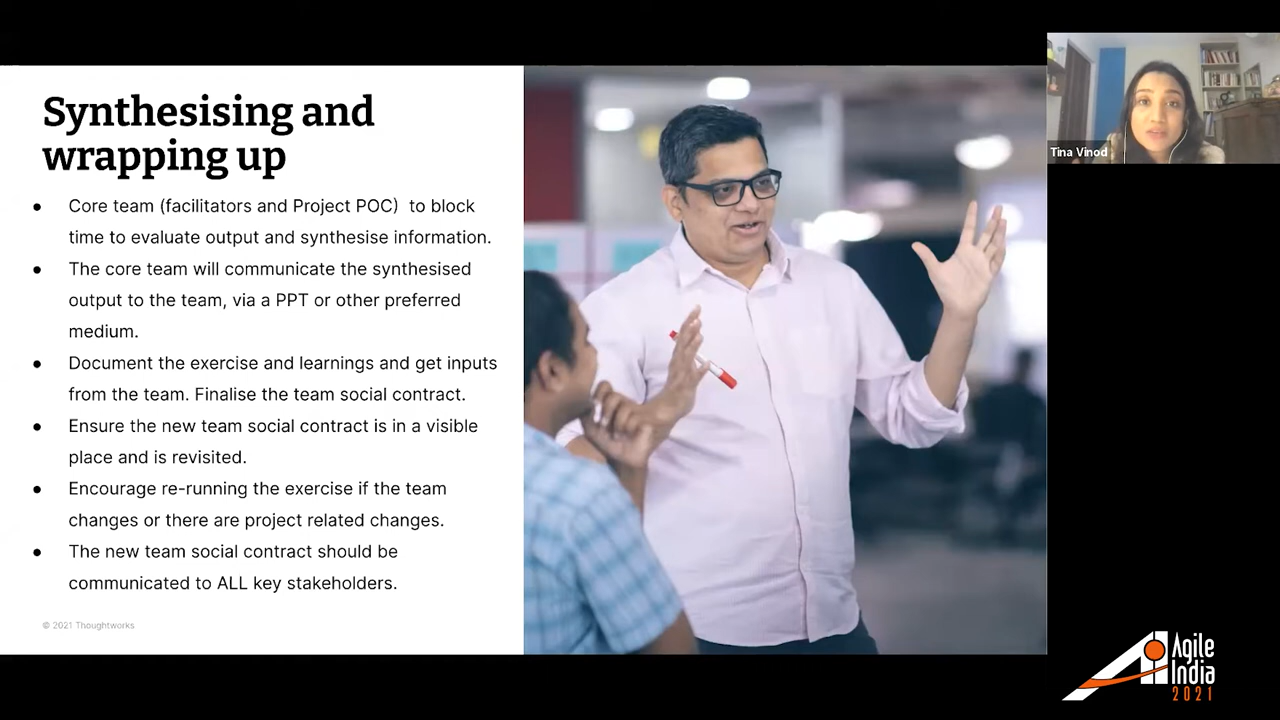 Synthesising and
wrapping up
● Core team (facilitators and Project POC)  to block
time to evaluate output and synthesise information.
● The core team will communicate the synthesised
output to the team, via a PPT or other preferred
medium.
● Document the exercise and learnings and get inputs
from the team. Finalise the team social contract.
● Ensure the new team social contract is in a visible
place and is revisited.
● Encourage re-running the exercise if the team
changes or there are project related changes.
● The new team social contract should be
communicated to ALL key stakeholders.
© 2021 Thoughtworks
Tina Vinod
Agile
India
2021